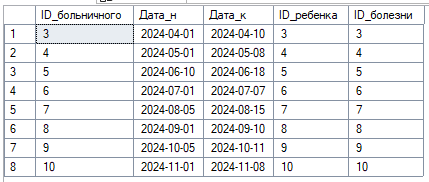 ID_больничного Дата_н Дата_к ID_ребенка ID_болезни
1 3 2024-04-01 2024-04-10 3 3
2 4 2024-05-01 2024-05-08 4 4
3 5 2024-06-10 2024-06-18 5 5
4 6 2024-07-01 2024-07-07 6 6
5 7 2024-08-05 2024-08-15 7 7
6 8 2024-09-01 2024-09-10 8 8
7 9 2024-10-05 2024-10-11 9 9
8 10 2024-11-01 2024-11-08 10 10